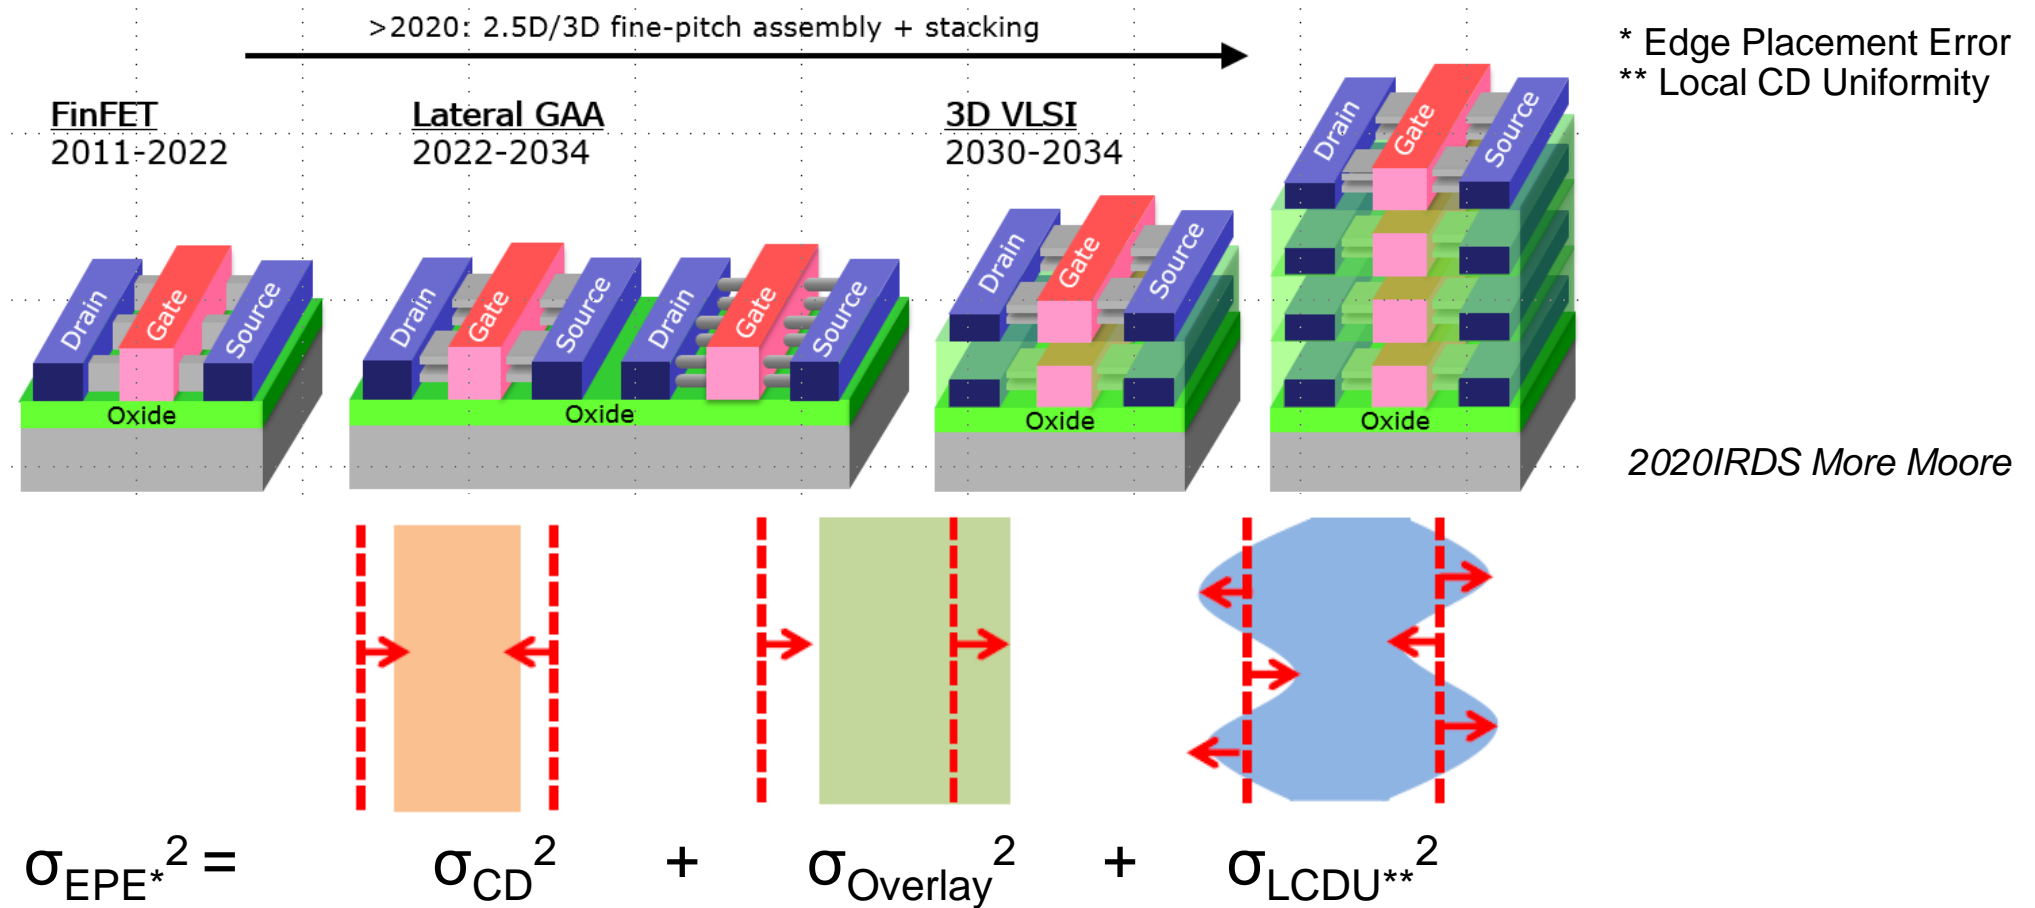 >2020: 2.5D/3D fine-pitch assembly + stacking
* Edge Placement Error
** Local CD Uniformity
FinFET
2011-2022
Lateral GAA
2022-2034
3D VLSI
2030-2034
Drain
Gate
Source
Oxide
Drain
Gate
Source
Drain
Gate
Source
Oxide
Drain
Gate
Source
Oxide
Drain
Gate
Source
Oxide
2020IRDS More Moore
σEPE*² = σCD² + σOverlay² + σLCDU**²